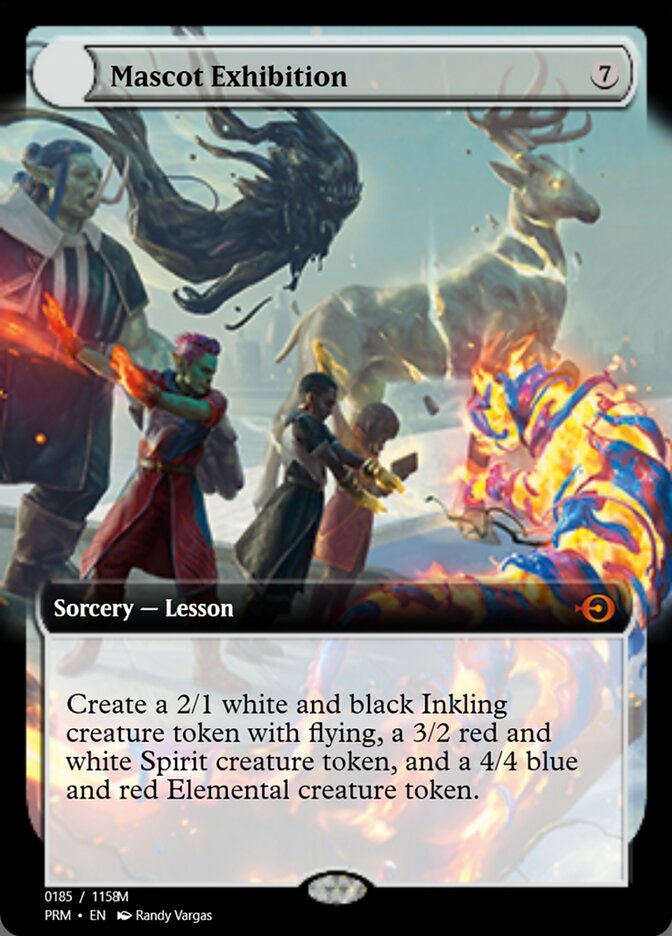 Mascot Exhibition 7
Sorcery — Lesson
Create a 2/1 white and black Inkling
creature token with flying, a 3/2 red and
white Spirit creature token, and a 4/4 blue
and red Elemental creature token.
0185 / 1158M
PRM • EN Randy Vargas